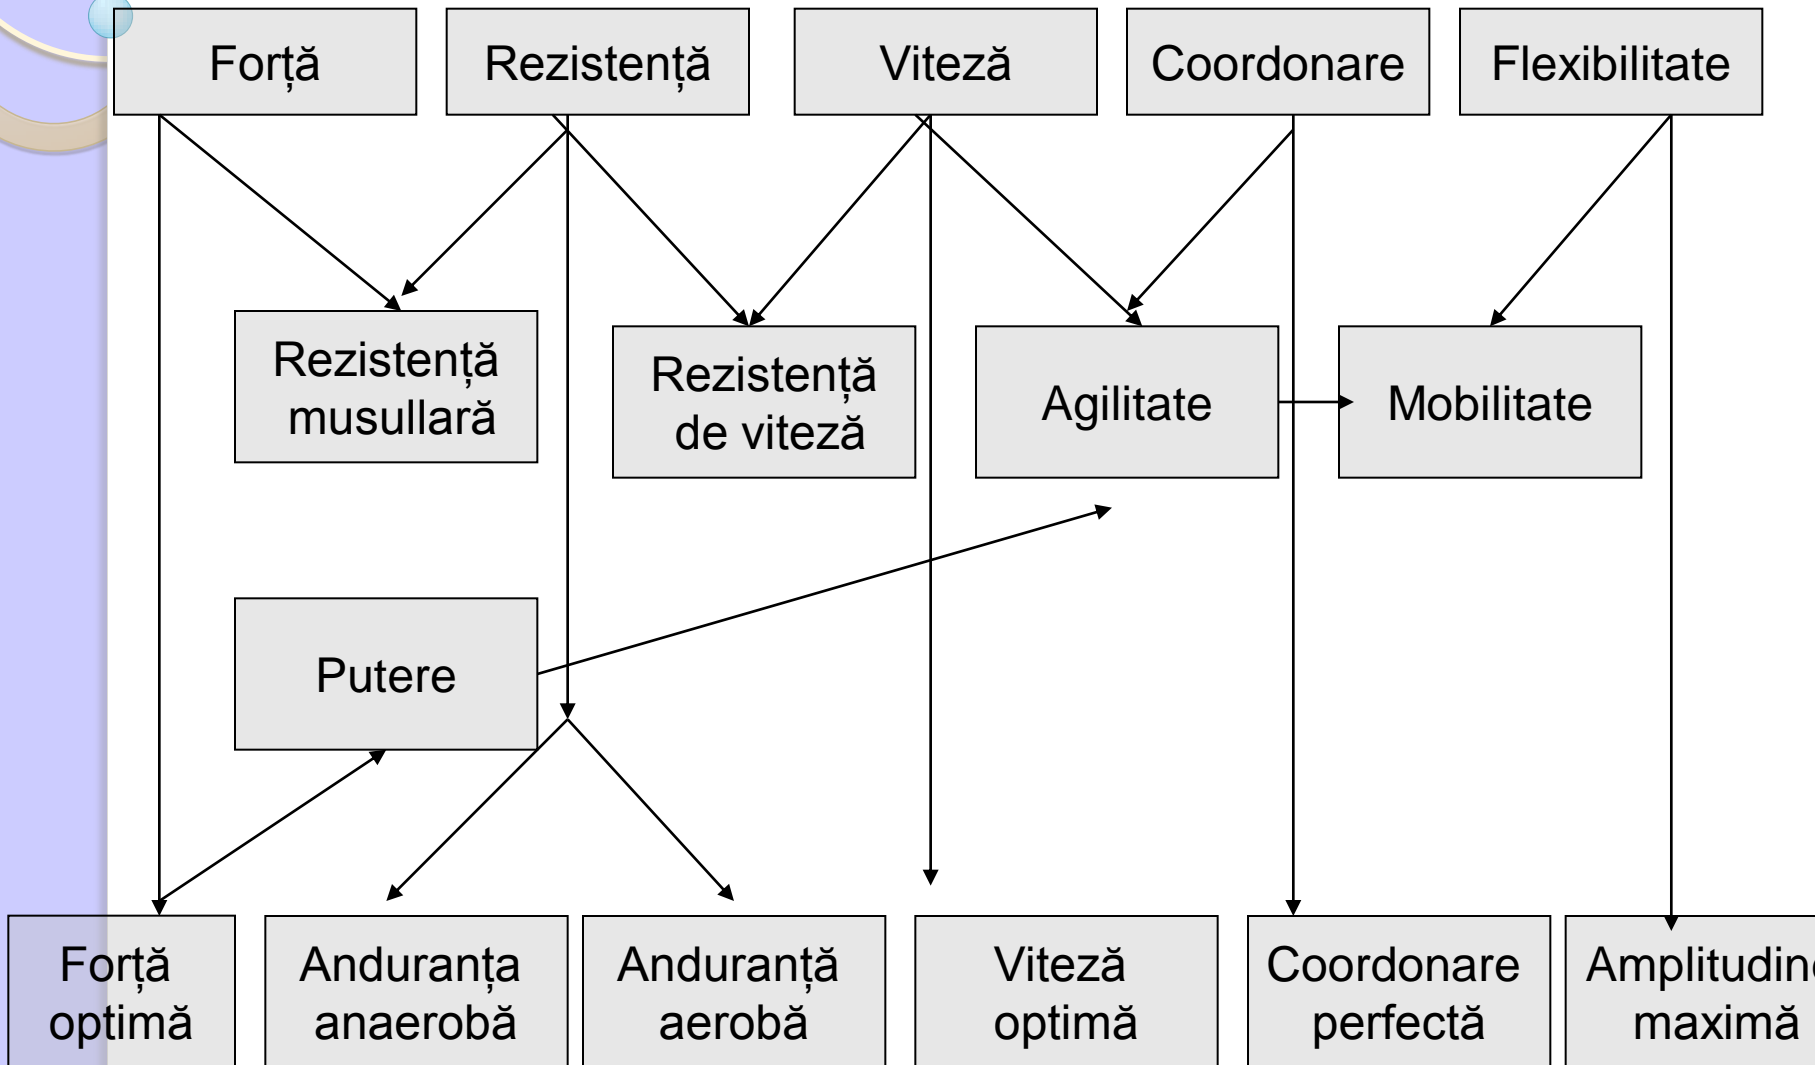 Forță
Rezistență
Viteză
Coordonare
Flexibilitate
Rezistență
musullară
Rezistență
de viteză
Agilitate
Mobilitate
Putere
Forță
optimă
Anduranța
anaerobă
Anduranță
aerobă
Viteză
optimă
Coordonare
perfectă
Amplitudine
maximă